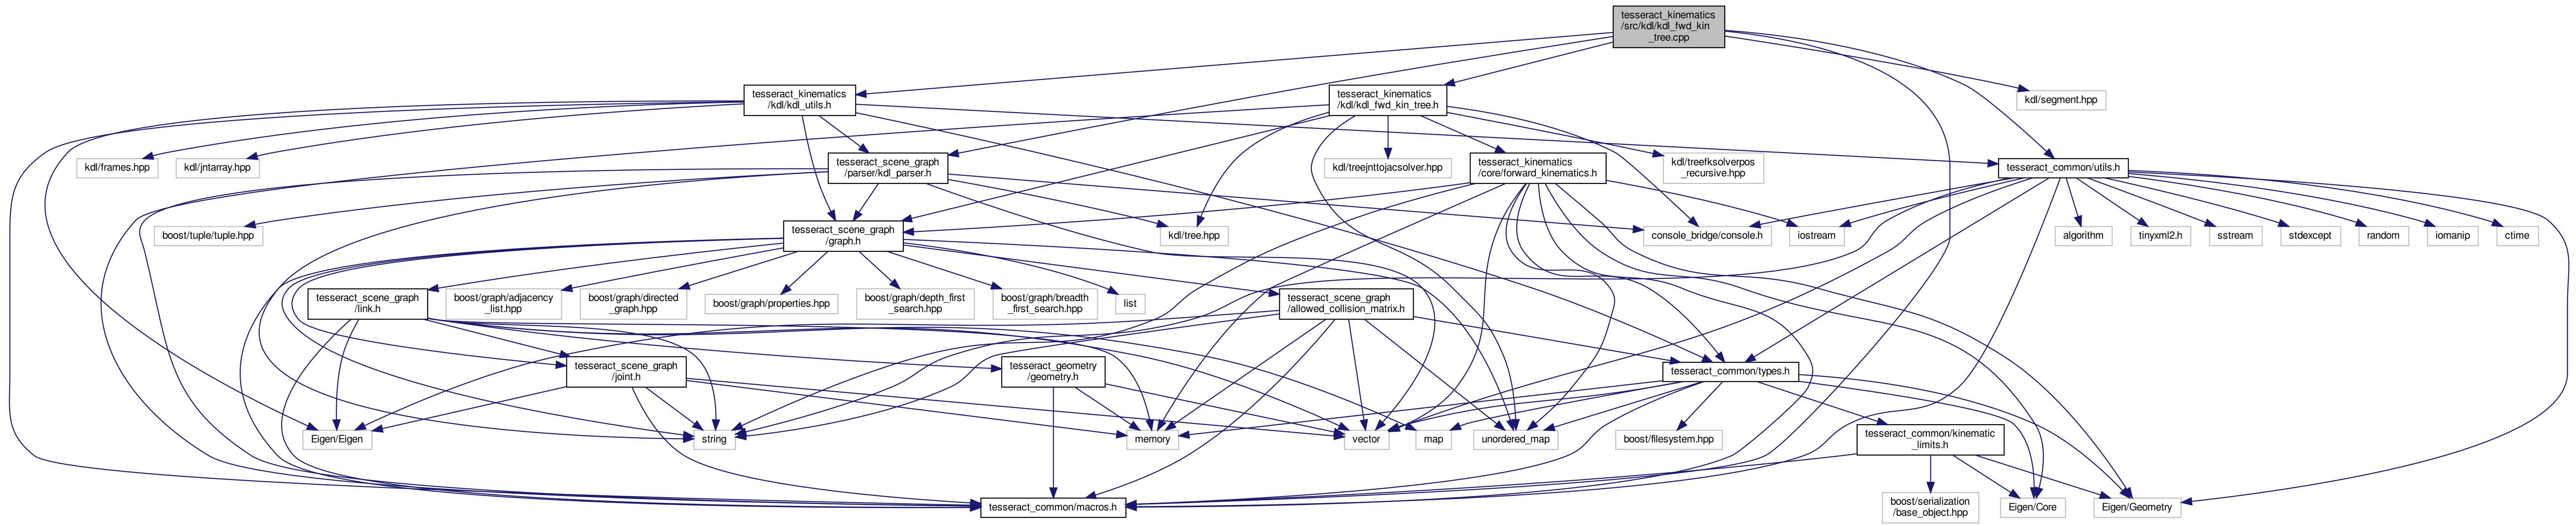 tesseract_kinematics
/src/kdl/kdl_fwd_kin
_tree.cpp
tesseract_kinematics
/kdl/kdl_utils.h
tesseract_kinematics
/kdl/kdl_fwd_kin_tree.h
kdl/segment.hpp
kdl/frames.hpp
kdl/jntarray.hpp
tesseract_scene_graph
/parser/kdl_parser.h
kdl/treejnttojacsolver.hpp
tesseract_kinematics
/core/forward_kinematics.h
kdl/treefksolverpos
_recursive.hpp
tesseract_common/utils.h
boost/tuple/tuple.hpp
tesseract_scene_graph
/graph.h
kdl/tree.hpp
console_bridge/console.h
iostream
algorithm
tinyxml2.h
sstream
stdexcept
random
iomanip
ctime
tesseract_scene_graph
/link.h
boost/graph/adjacency
_list.hpp
boost/graph/directed
_graph.hpp
boost/graph/properties.hpp
boost/graph/depth_first
_search.hpp
boost/graph/breadth
_first_search.hpp
list
tesseract_scene_graph
/allowed_collision_matrix.h
tesseract_scene_graph
/joint.h
tesseract_geometry
/geometry.h
tesseract_common/types.h
Eigen/Eigen
string
memory
vector
map
unordered_map
boost/filesystem.hpp
tesseract_common/kinematic
_limits.h
tesseract_common/macros.h
boost/serialization
/base_object.hpp
Eigen/Core
Eigen/Geometry